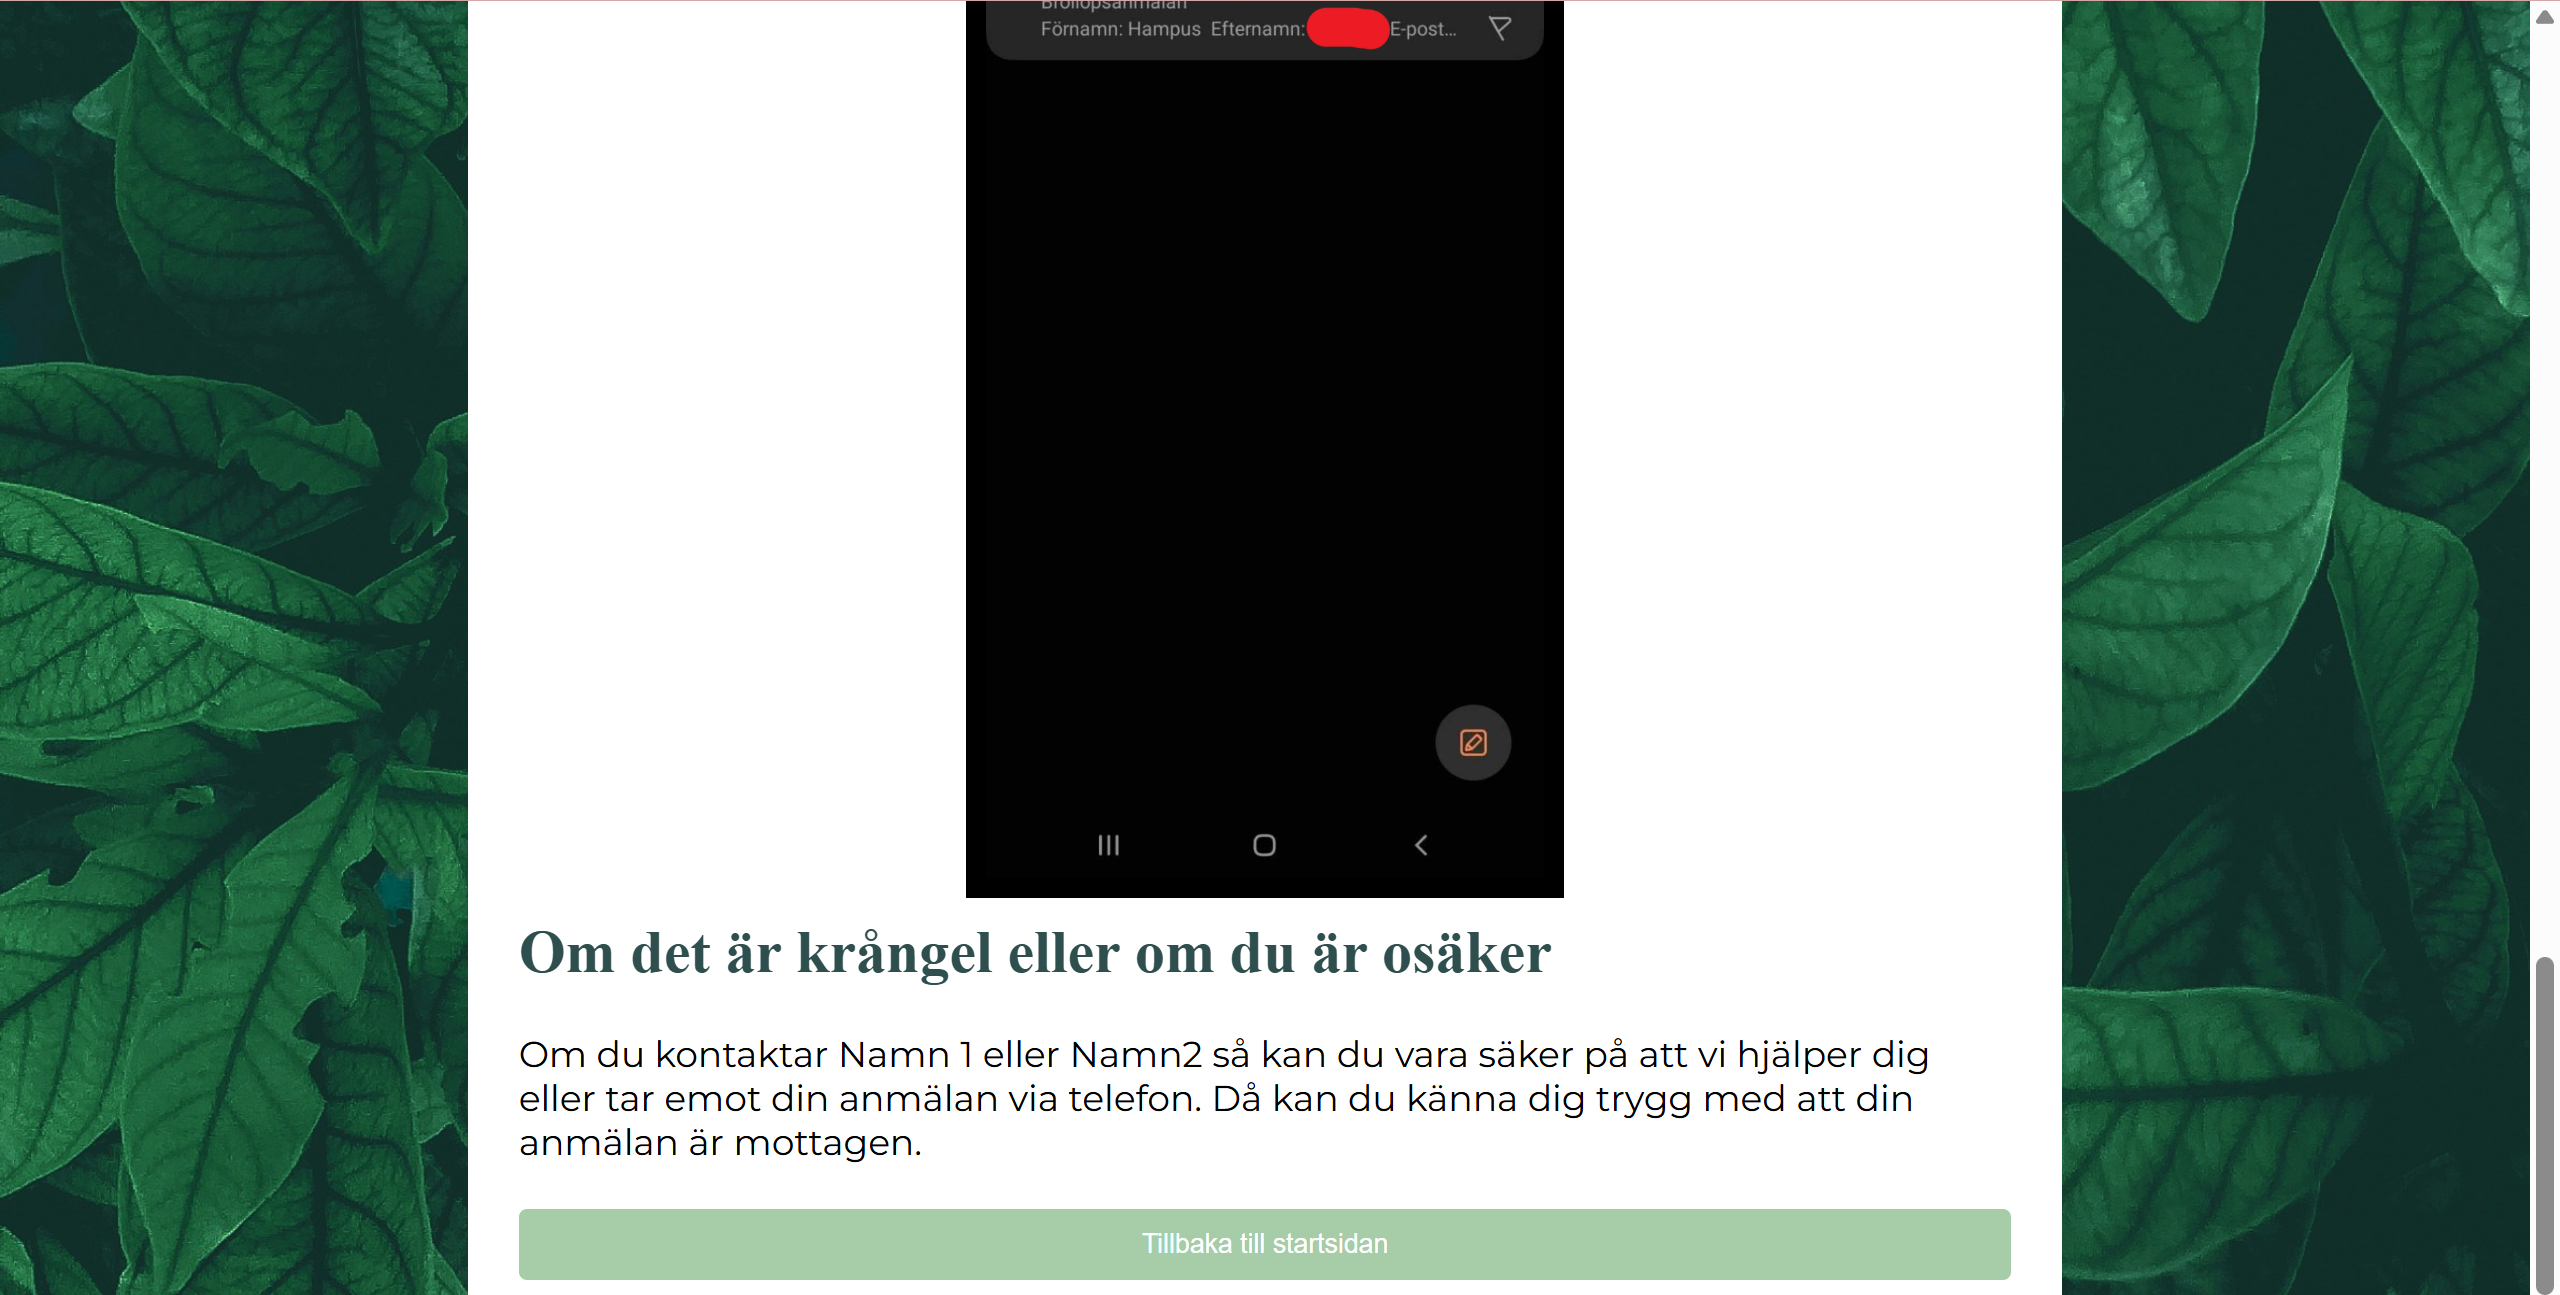 Bröllopsanmälan
Förnamn: Hampus Efternamn: E-post...
Om det är krångel eller om du är osäker
Om du kontaktar Namn 1 eller Namn2 så kan du vara säker på att vi hjälper dig
eller tar emot din anmälan via telefon. Då kan du känna dig trygg med att din
anmälan är mottagen.
Tillbaka till startsidan